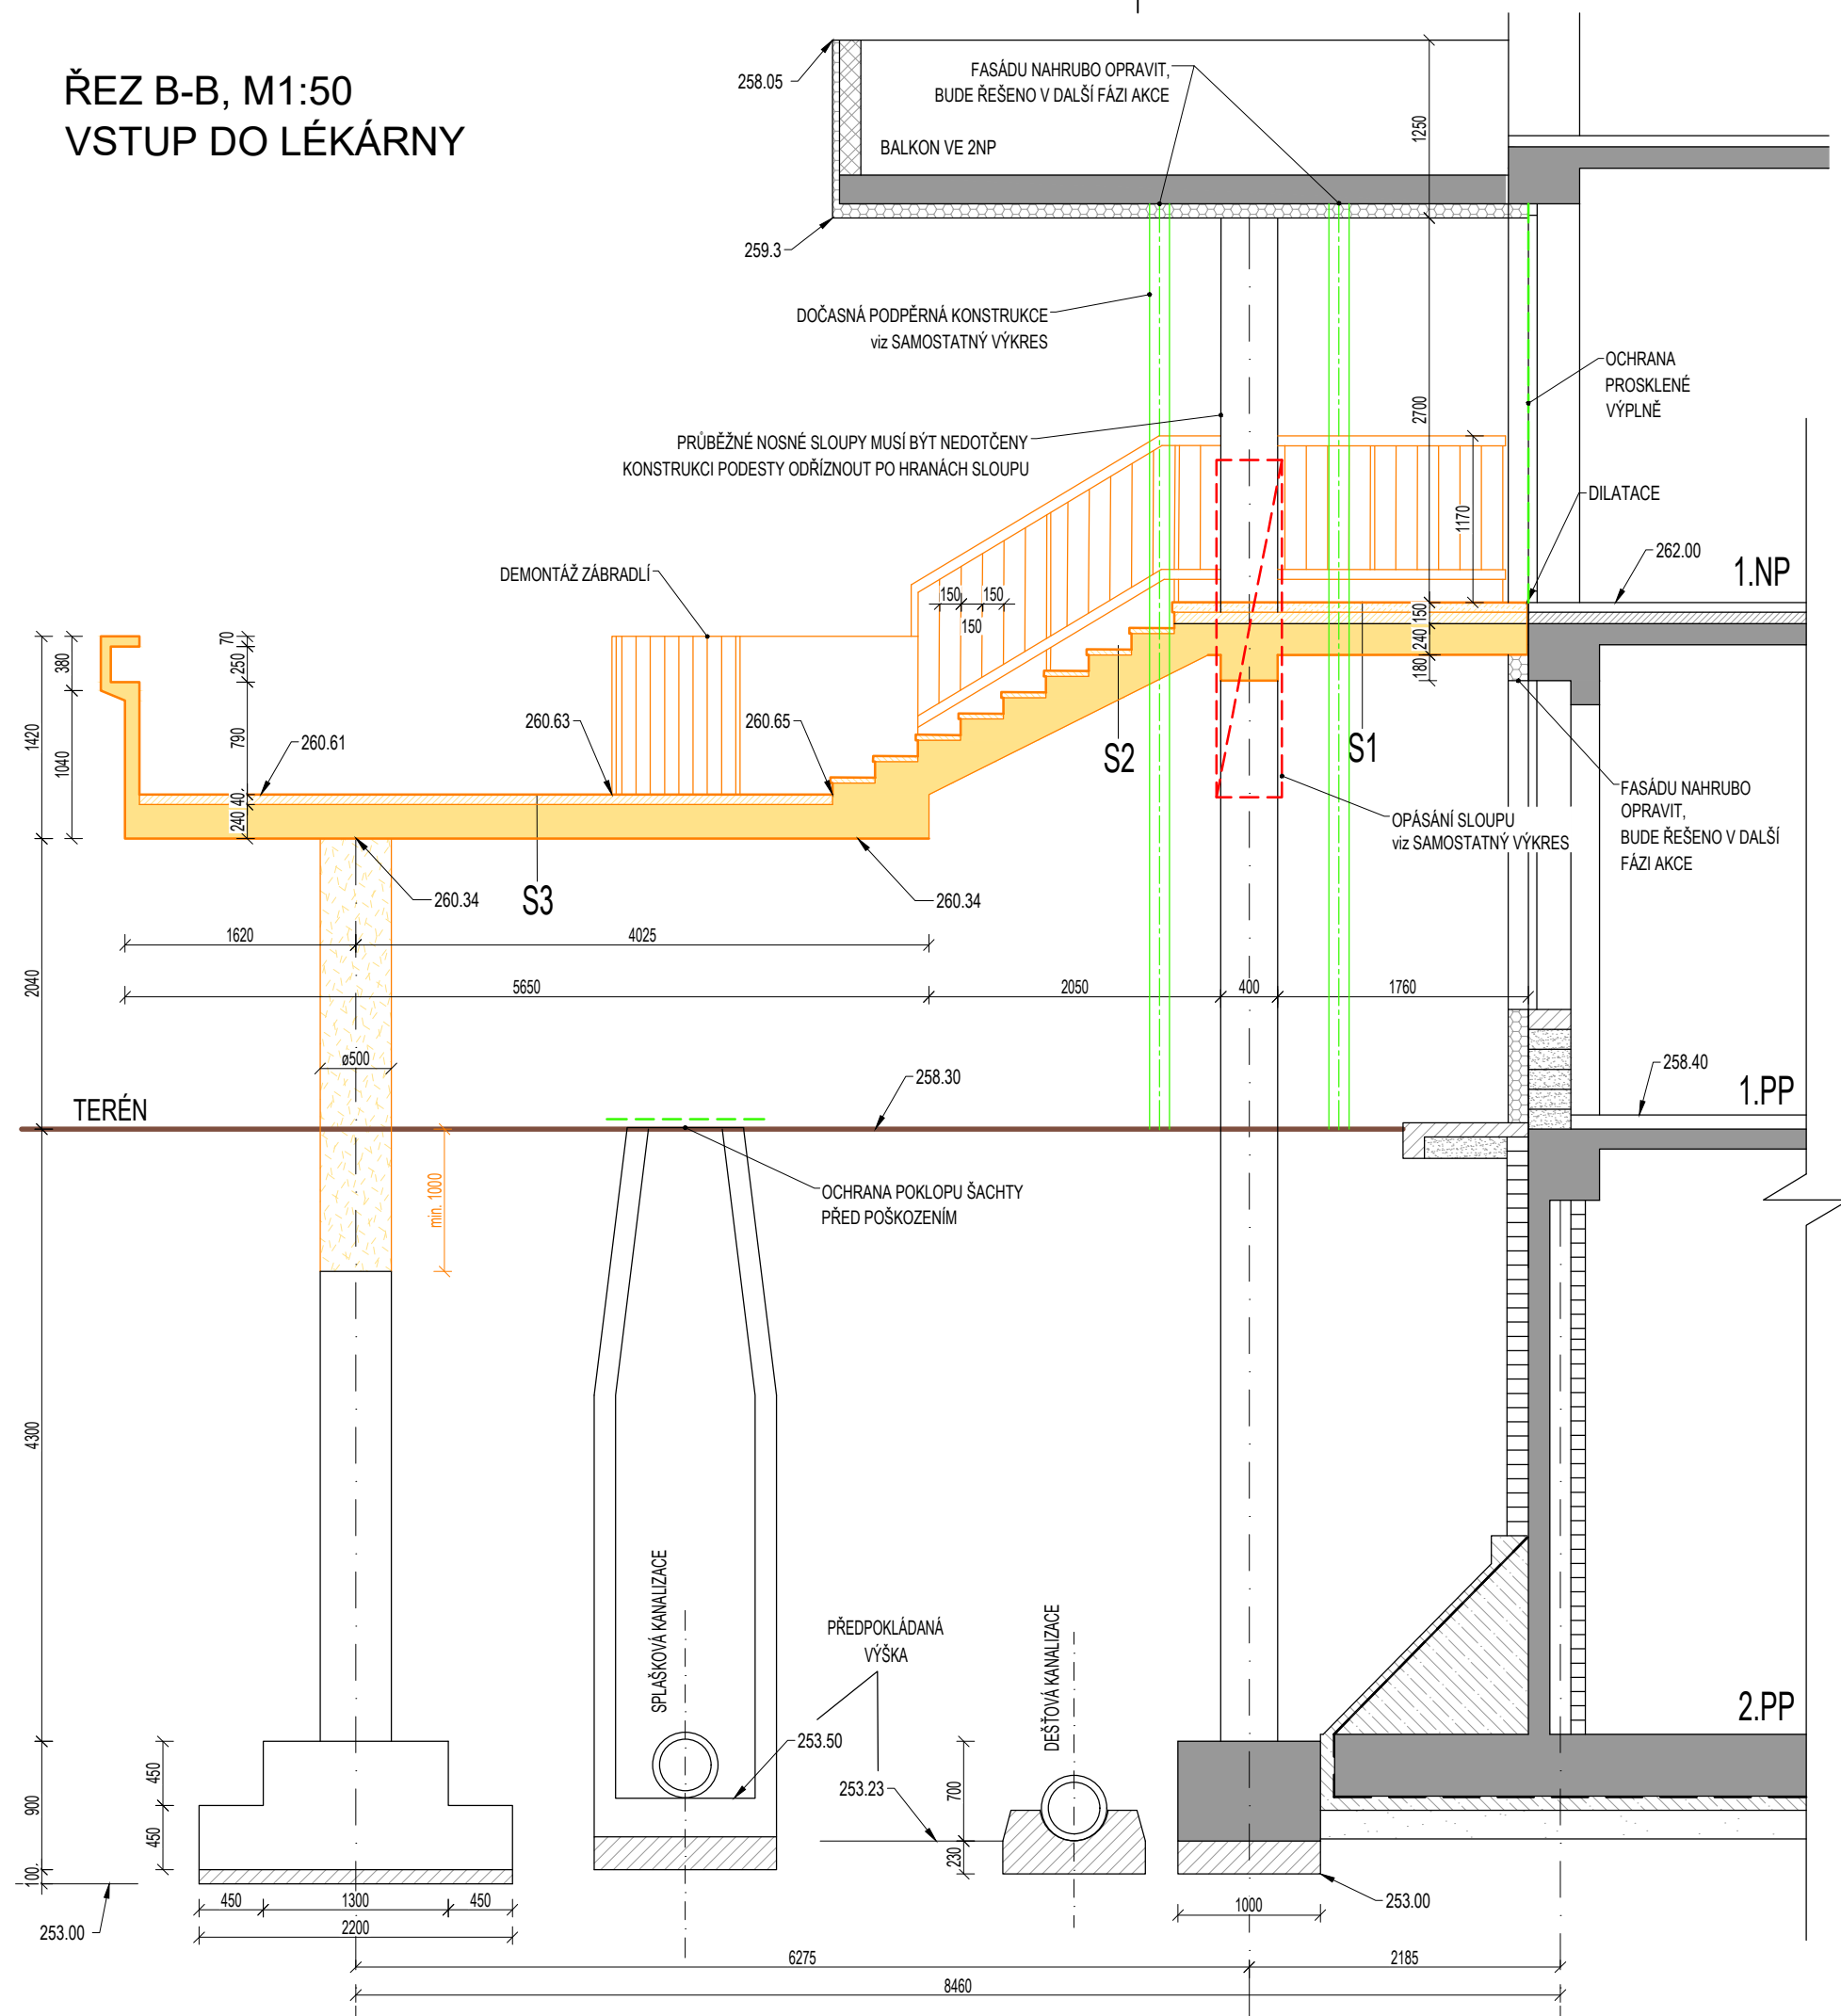 ŘEZ B-B, M1:50
VSTUP DO LÉKÁRNY
258.05
FASÁDU NAHRUBO OPRAVIT,
BUDE ŘEŠENO V DALŠÍ FÁZI AKCE
1250
BALKON VE 2NP
259.3
DOČASNÁ PODPĚRNÁ KONSTRUKCE
viz SAMOSTATNÝ VÝKRES
OCHRANA
PROSKLENÉ
VÝPLNĚ
2700
PRŮBĚŽNÉ NOSNÉ SLOUPY MUSÍ BÝT NEDOTČENY
KONSTRUKCI PODESTY ODŘÍZNOUT PO HRANÁCH SLOUPU
DILATACE
1170
262.00
1.NP
DEMONTÁŽ ZÁBRADLÍ
150
150
150
150
240
180
70
380
250
1420
790
1040
260.61
260.63
260.65
S2
S1
40
240
FASÁDU NAHRUBO
OPRAVIT,
BUDE ŘEŠENO V DALŠÍ
FÁZI AKCE
OPÁSÁNÍ SLOUPU
viz SAMOSTATNÝ VÝKRES
260.34
S3
260.34
1620
4025
2040
5650
2050
400
1760
ø500
258.30
258.40
1.PP
TERÉN
min. 1000
OCHRANA POKLOPU ŠACHTY
PŘED POŠKOZENÍM
4300
SPLAŠKOVÁ KANALIZACE
PŘEDPOKLÁDANÁ
VÝŠKA
DEŠŤOVÁ KANALIZACE
2.PP
253.50
253.23
450
900
450
700
230
100
450
1300
450
2200
253.00
1000
253.00
6275
2185
8460